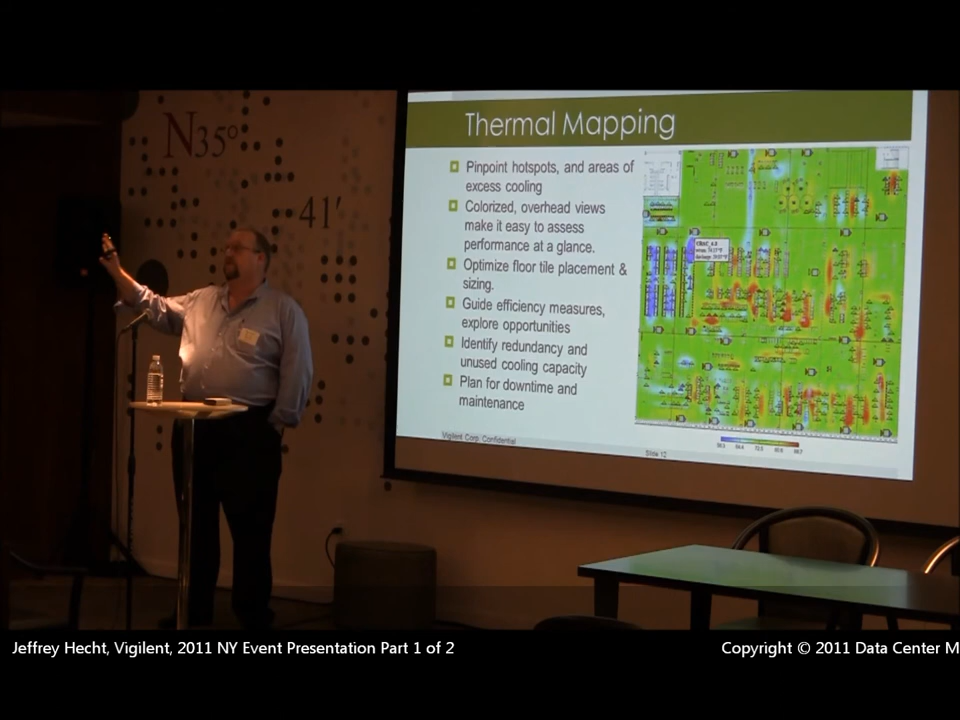 N35°
41'
Thermal Mapping
Pinpoint hotspots, and areas of
excess cooling
Colorized, overhead views
make it easy to assess
performance at a glance.
Optimize floor tile placement &
sizing.
Guide efficiency measures,
explore opportunities
Identify redundancy and
unused cooling capacity
Plan for downtime and
maintenance
Vigilent Corp. Confidential
Slide 12
Jeffrey Hecht, Vigilent, 2011 NY Event Presentation Part 1 of 2
Copyright © 2011 Data Center M